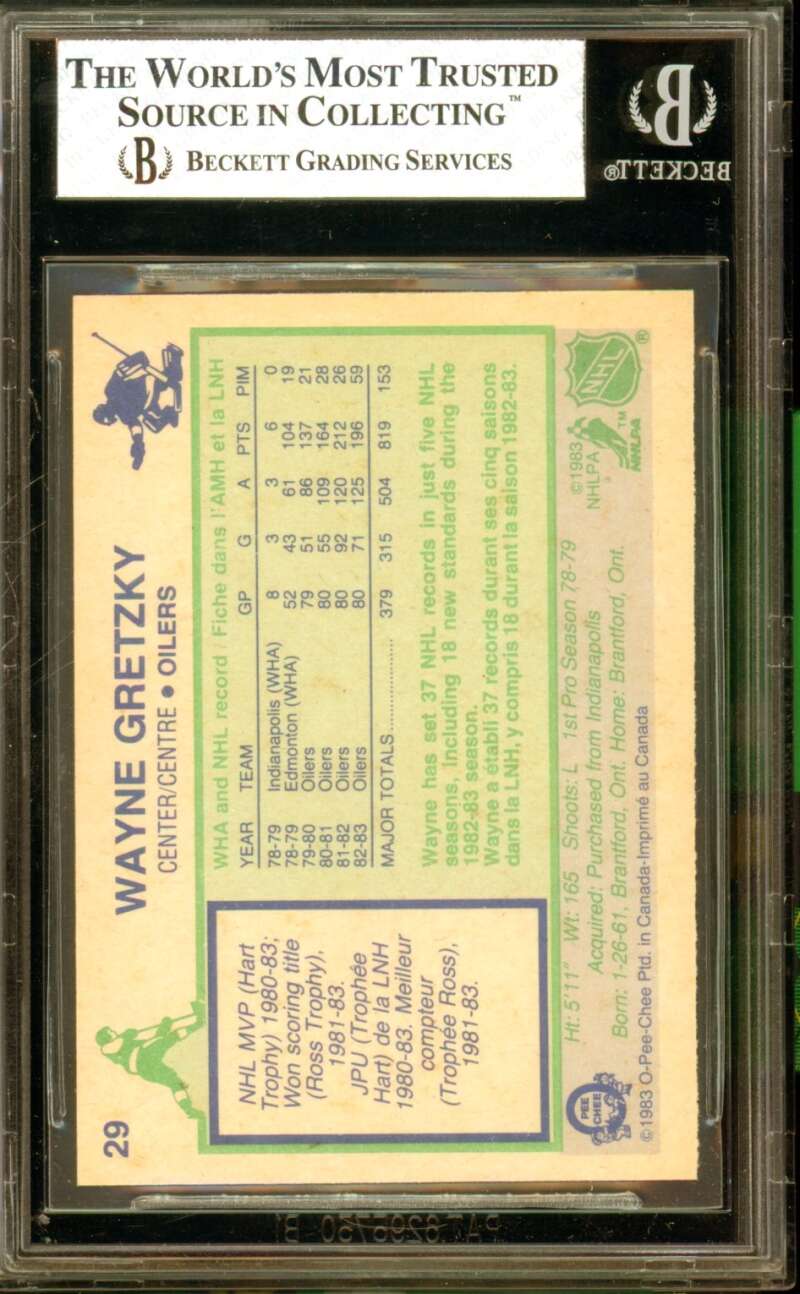 THE WORLD'S MOST TRUSTED
SOURCE IN COLLECTING™
BECKETT GRADING SERVICES
B
BECKETT®
29
WAYNE GRETZKY
CENTER/CENTRE • OILERS
NHL MVP (Hart
Trophy) 1980-83;
Won scoring title
(Ross Trophy),
1981-83.
JPU (Trophée
Hart) de la LNH
1980-83. Meilleur
compteur
(Trophée Ross),
1981-83.
WHA and NHL record / Fiche dans l'AMH et la LNH
YEAR TEAM GP G A PTS PIM
78-79 Indianapolis (WHA) 8 3 3 6 0
78-79 Edmonton (WHA) 52 43 61 104 19
79-80 Oilers 79 51 86 137 21
80-81 Oilers 80 55 109 164 28
81-82 Oilers 80 92 120 212 26
82-83 Oilers 80 71 125 196 59
MAJOR TOTALS 379 315 504 819 153
Wayne has set 37 NHL records in just five NHL
seasons, including 18 new standards during the
1982-83 season.
Wayne a établi 37 records durant ses cinq saisons
dans la LNH, y compris 18 durant la saison 1982-83.
Ht: 5'11" Wt: 165 Shoots: L 1st Pro Season 78-79
Acquired: Purchased from Indianapolis
Born: 1-26-61, Brantford, Ont. Home: Brantford, Ont.
©1983 O-Pee-Chee Ptd. in Canada-Imprimé au Canada
PEE
CHEE
©1983
NHLPA
NHLPA™
NHL®